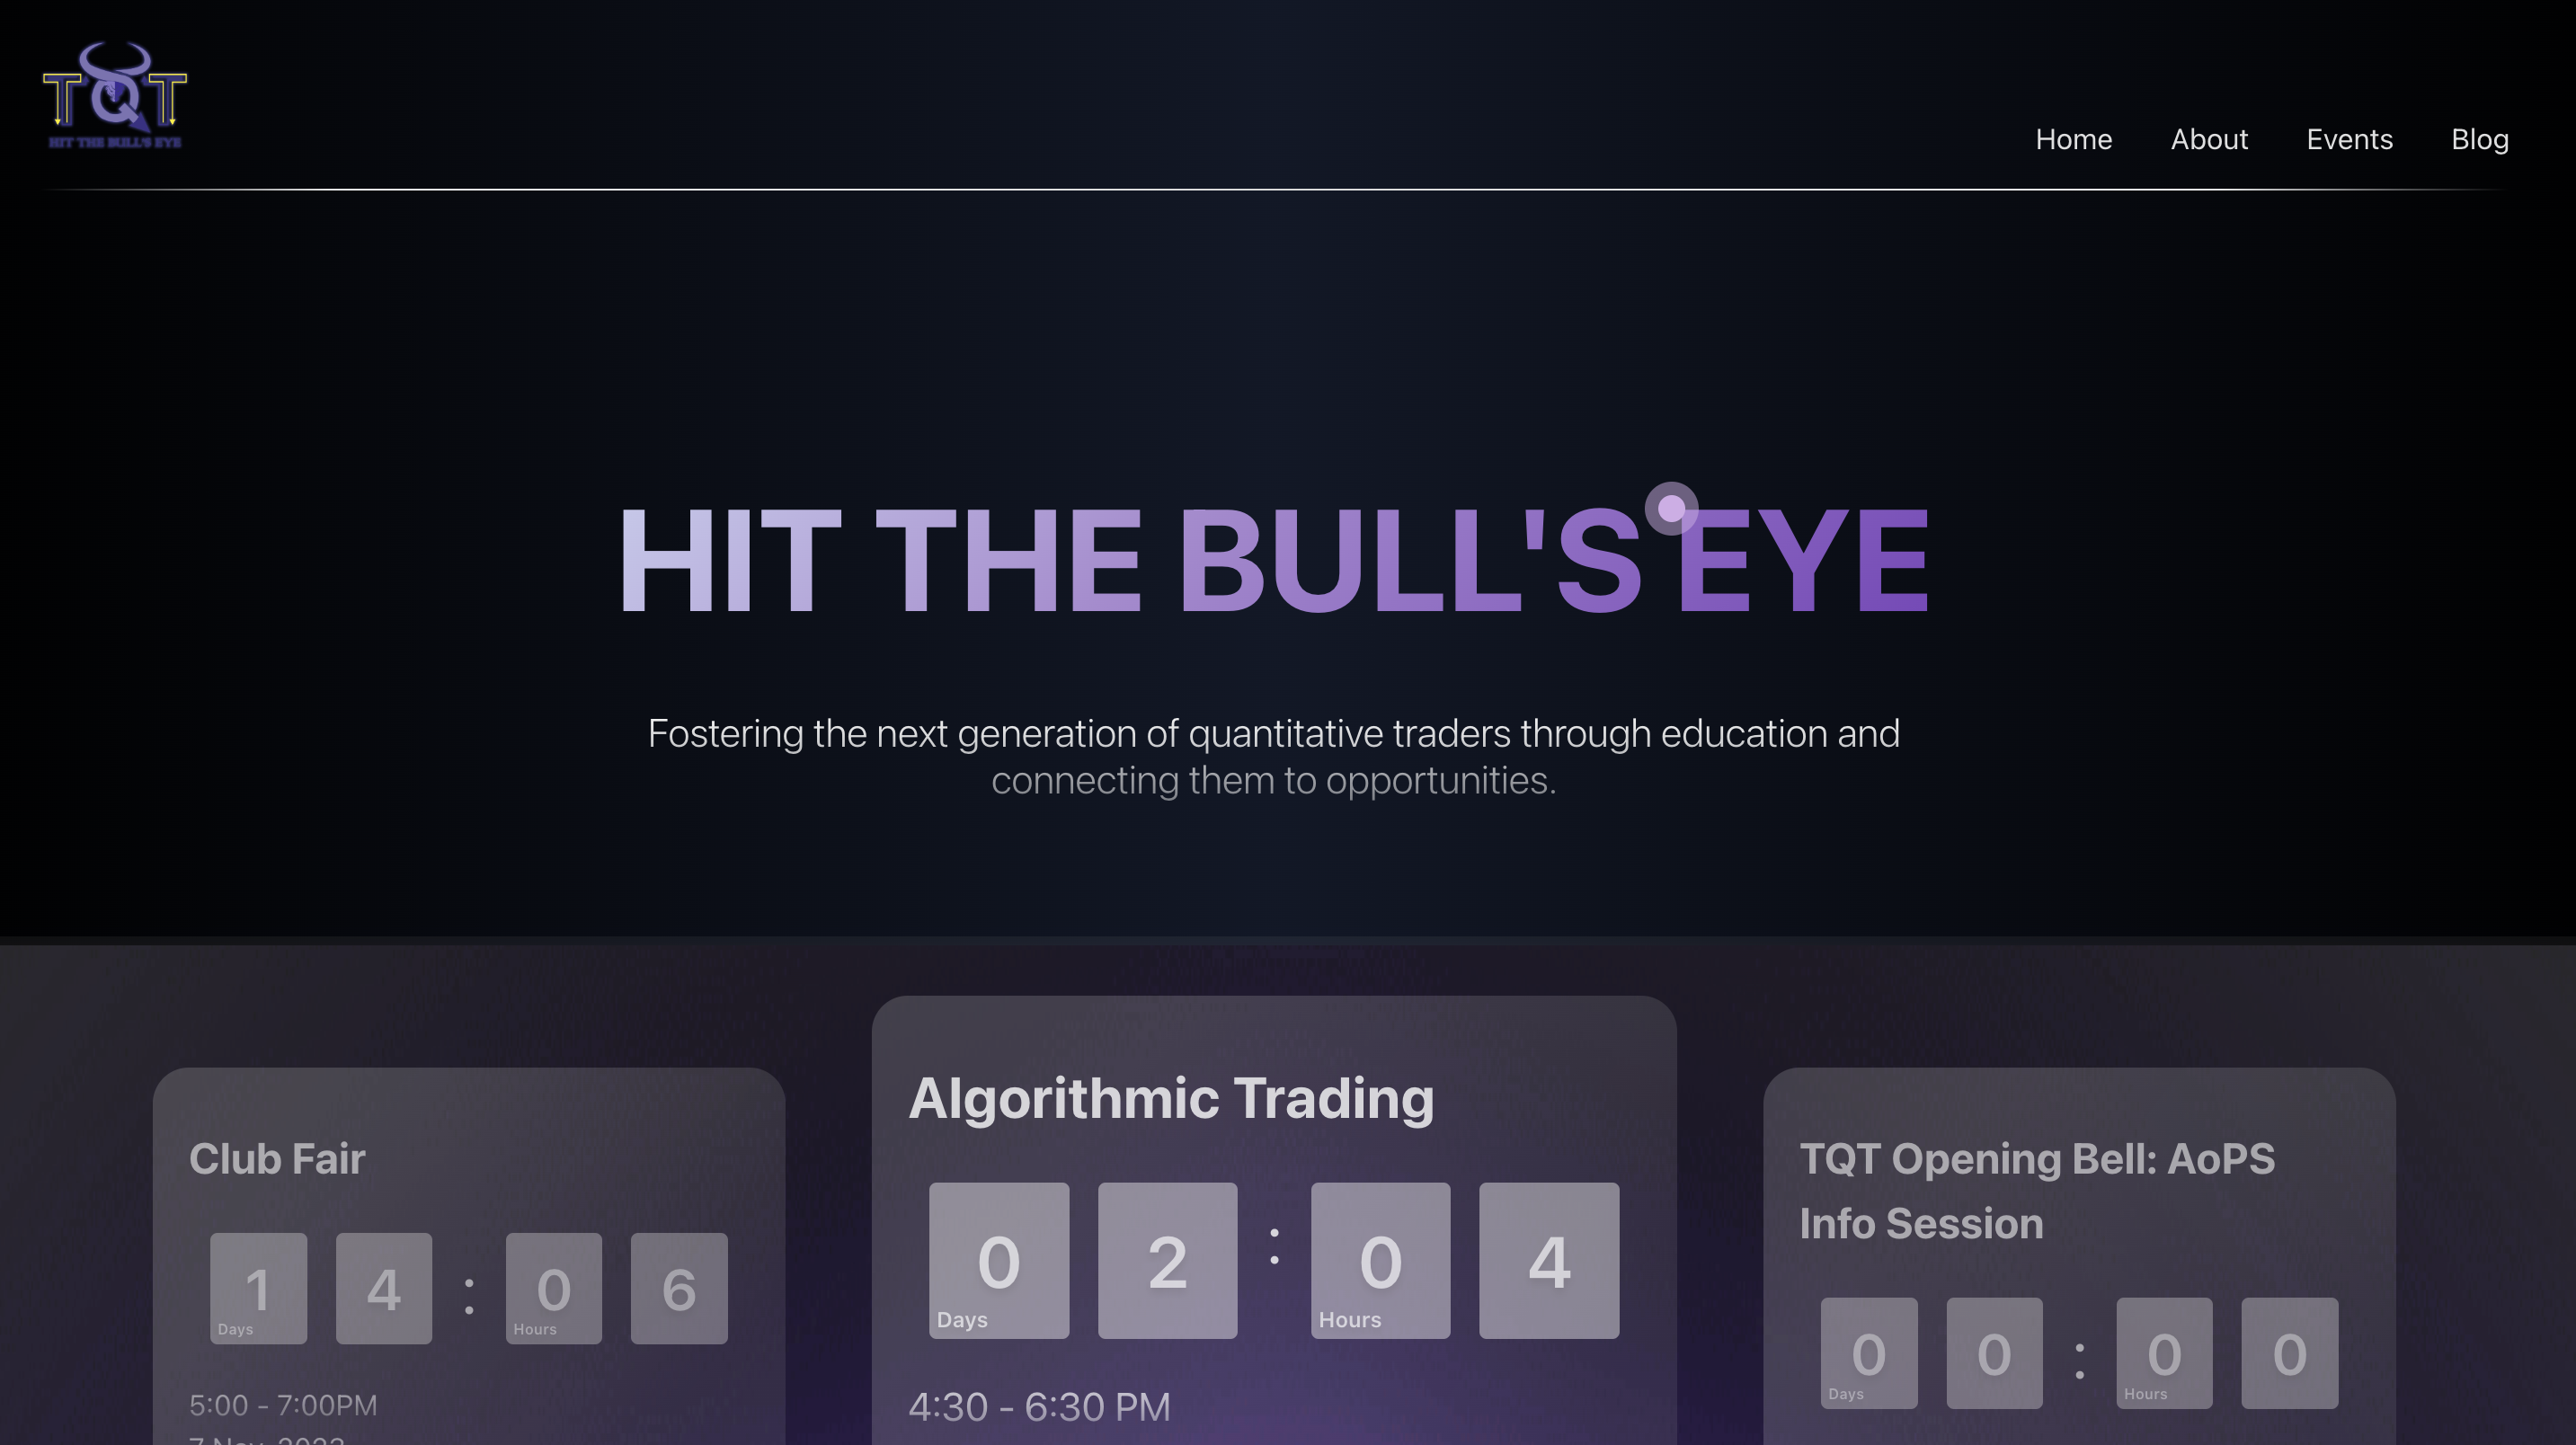 TQT
HIT THE BULL'S EYE
Home
About
Events
Blog
HIT THE BULL'S EYE
Fostering the next generation of quantitative traders through education and
connecting them to opportunities.
Club Fair
1 4 : 0 6
Days Hours
5:00 - 7:00PM
7 Nov, 2023
Algorithmic Trading
0 2 : 0 4
Days Hours
4:30 - 6:30 PM
TQT Opening Bell: AoPS
Info Session
0 0 : 0 0
Days Hours